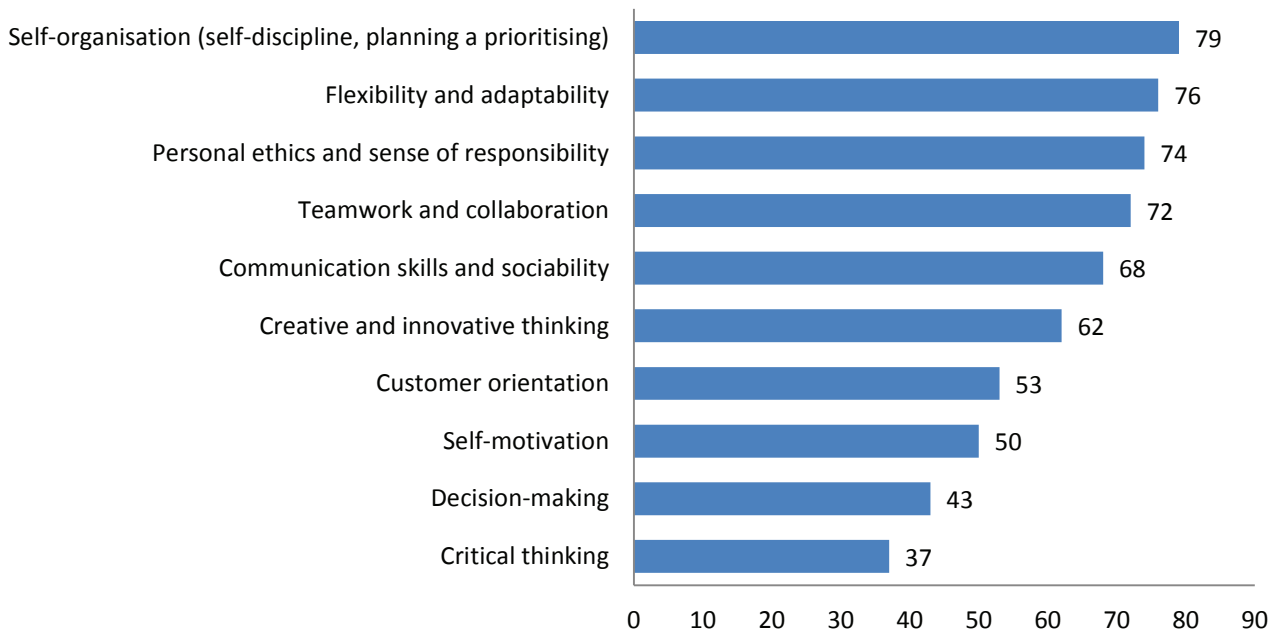 Self-organisation (self-discipline, planning a prioritising) 79
Flexibility and adaptability 76
Personal ethics and sense of responsibility 74
Teamwork and collaboration 72
Communication skills and sociability 68
Creative and innovative thinking 62
Customer orientation 53
Self-motivation 50
Decision-making 43
Critical thinking 37
0 10 20 30 40 50 60 70 80 90